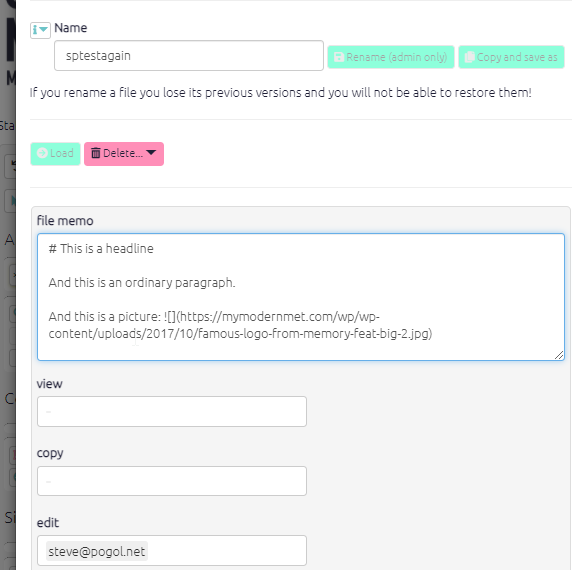 Name
sptestagain
Rename (admin only)
Copy and save as
If you rename a file you lose its previous versions and you will not be able to restore them!
Sta
Load
Delete...
file memo
# This is a headline
And this is an ordinary paragraph.
And this is a picture: ![](https://mymodernmet.com/wp/wp-
content/uploads/2017/10/famous-logo-from-memory-feat-big-2.jpg)
view
--
copy
--
edit
steve@pogol.net